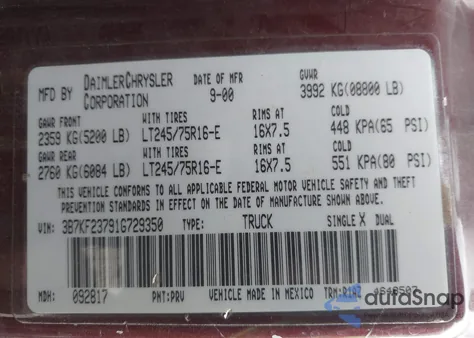 MFD BY DAIMLERCHRYSLER CORPORATION DATE OF MFR 9-00 GVWR 3992 KG(08800 LB)
GAWR FRONT WITH TIRES RIMS AT COLD
2359 KG(5200 LB) LT245/75R16-E 16X7.5 448 KPA(65 PSI)
GAWR REAR WITH TIRES RIMS AT COLD
2760 KG(6084 LB) LT245/75R16-E 16X7.5 551 KPA(80 PSI)
THIS VEHICLE CONFORMS TO ALL APPLICABLE FEDERAL MOTOR VEHICLE SAFETY AND THEFT
PREVENTION STANDARDS IN EFFECT ON THE DATE OF MANUFACTURE SHOWN ABOVE.
VIN: 3B7KF23791G729350 TYPE: TRUCK SINGLE X DUAL
MDH: 092817 PNT:PRV VEHICLE MADE IN MEXICO TRM:
autoSnap